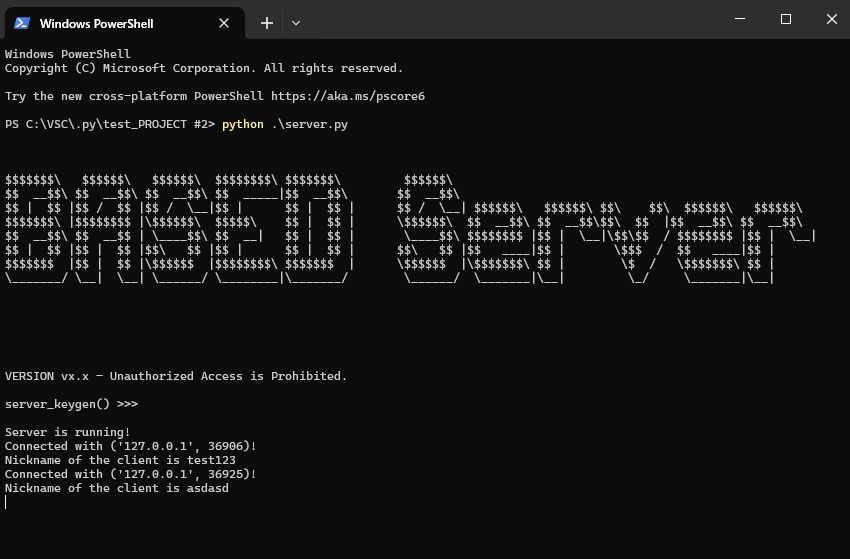 Windows PowerShell
Windows PowerShell
Copyright (C) Microsoft Corporation. All rights reserved.
Try the new cross-platform PowerShell https://aka.ms/pscore6
PS C:\VSC\.py\test_PROJECT #2> python .\server.py
BASED Server
VERSION vx.x - Unauthorized Access is Prohibited.
server_keygen() >>>
Server is running!
Connected with ('127.0.0.1', 36906)!
Nickname of the client is test123
Connected with ('127.0.0.1', 36925)!
Nickname of the client is asdasd